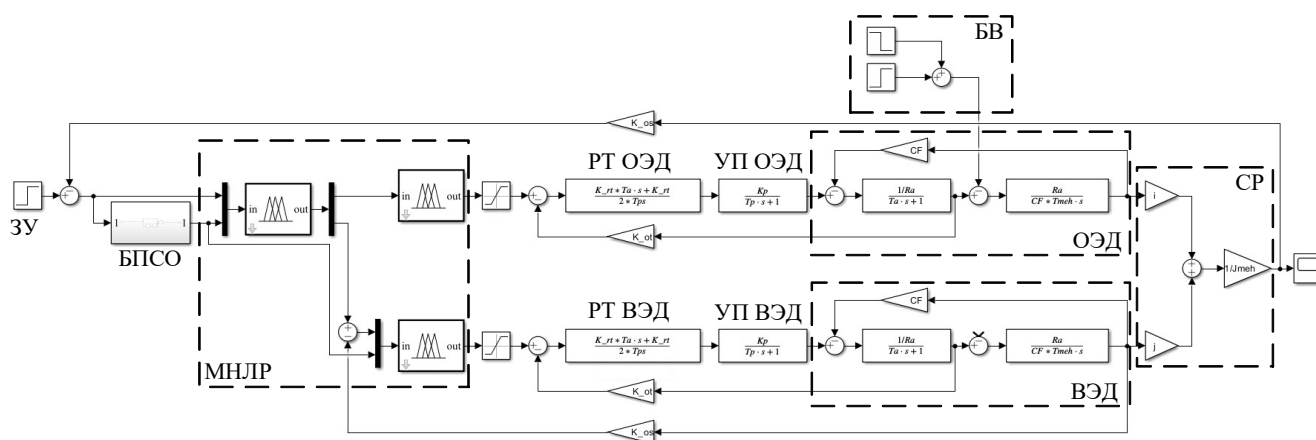 БВ
K_os
РТ ОЭД
УП ОЭД
CF
СР
in
out
in
out
K_rt * Ta · s + K_rt
2 * Tps
Kp
Tp · s + 1
1/Ra
Ta · s + 1
Ra
CF * Tmeh · s
i
ЗУ
1
1
БПСО
K_ot
ОЭД
1/Jmeh
РТ ВЭД
УП ВЭД
CF
in
out
K_rt * Ta · s + K_rt
2 * Tps
Kp
Tp · s + 1
1/Ra
Ta · s + 1
Ra
CF * Tmeh · s
j
МНЛР
K_ot
ВЭД
K_os